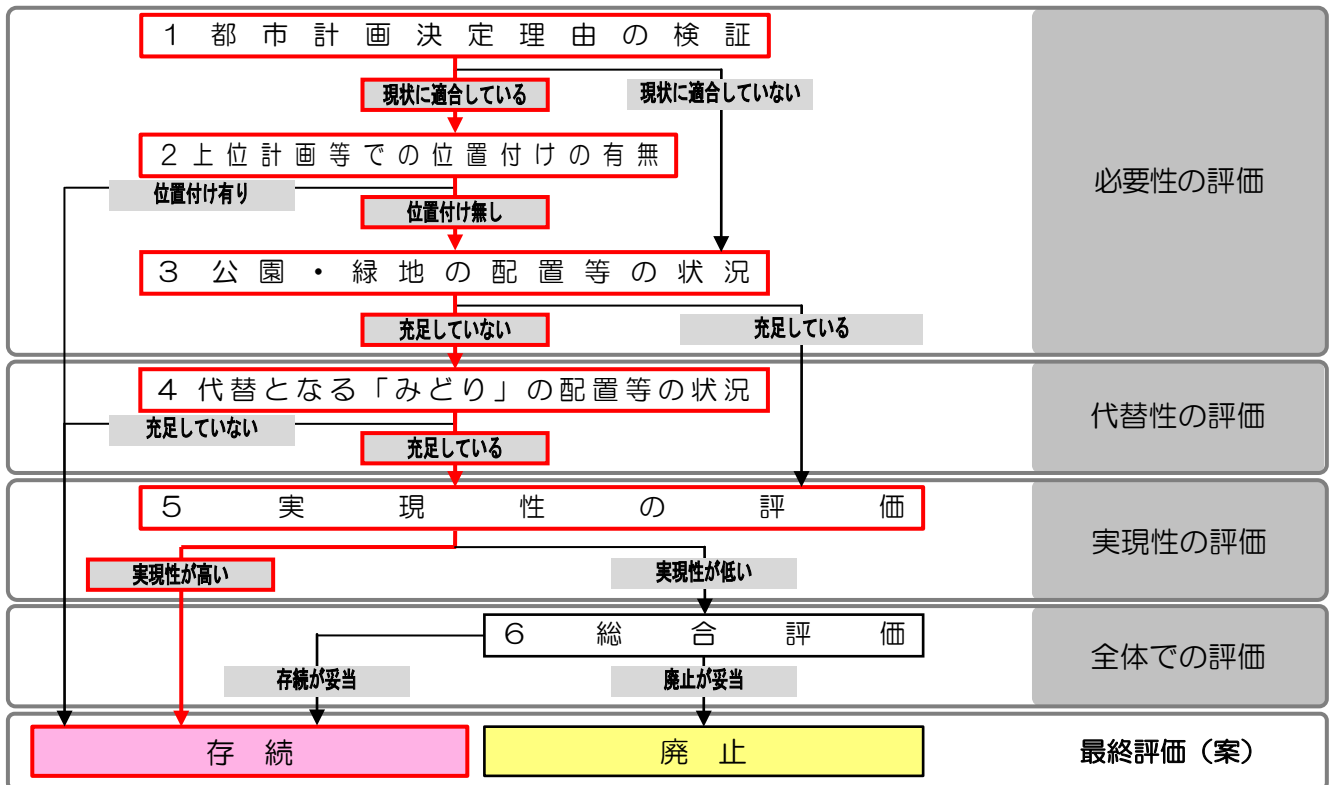 １都市計画決定理由の検証
現状に適合している
現状に適合していない
２上位計画等での位置付けの有無
位置付け有り
位置付け無し
必要性の評価
３公園・緑地の配置等の状況
充足していない
充足している
４代替となる「みどり」の配置等の状況
充足していない
充足している
代替性の評価
５実現性の評価
実現性が高い
実現性が低い
実現性の評価
６総合評価
存続が妥当
廃止が妥当
全体での評価
存続
廃止
最終評価（案）